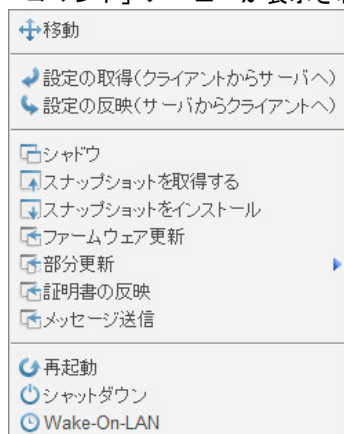 移動
設定の取得(クライアントからサーバへ)
設定の反映(サーバからクライアントへ)
シャドウ
スナップショットを取得する
スナップショットをインストール
ファームウェア更新
部分更新
証明書の反映
メッセージ送信
再起動
シャットダウン
Wake-On-LAN